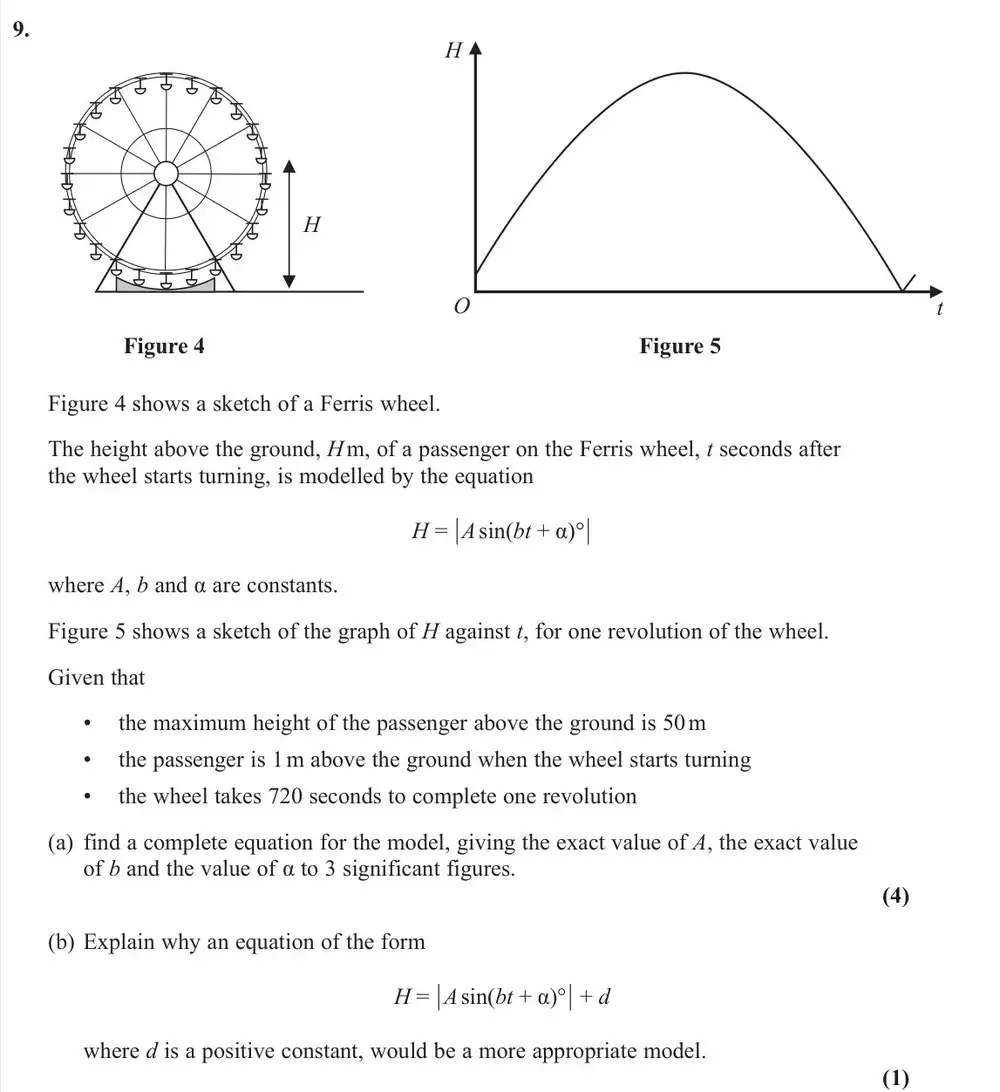 9.
H
H
O
t
Figure 4
Figure 5
Figure 4 shows a sketch of a Ferris wheel.
The height above the ground, Hm, of a passenger on the Ferris wheel, t seconds after
the wheel starts turning, is modelled by the equation
H = |A sin(bt + α)°|
where A, b and α are constants.
Figure 5 shows a sketch of the graph of H against t, for one revolution of the wheel.
Given that
• the maximum height of the passenger above the ground is 50 m
• the passenger is 1 m above the ground when the wheel starts turning
• the wheel takes 720 seconds to complete one revolution
(a) find a complete equation for the model, giving the exact value of A, the exact value
of b and the value of α to 3 significant figures.
(4)
(b) Explain why an equation of the form
H = |A sin(bt + α)°| + d
where d is a positive constant, would be a more appropriate model.
(1)